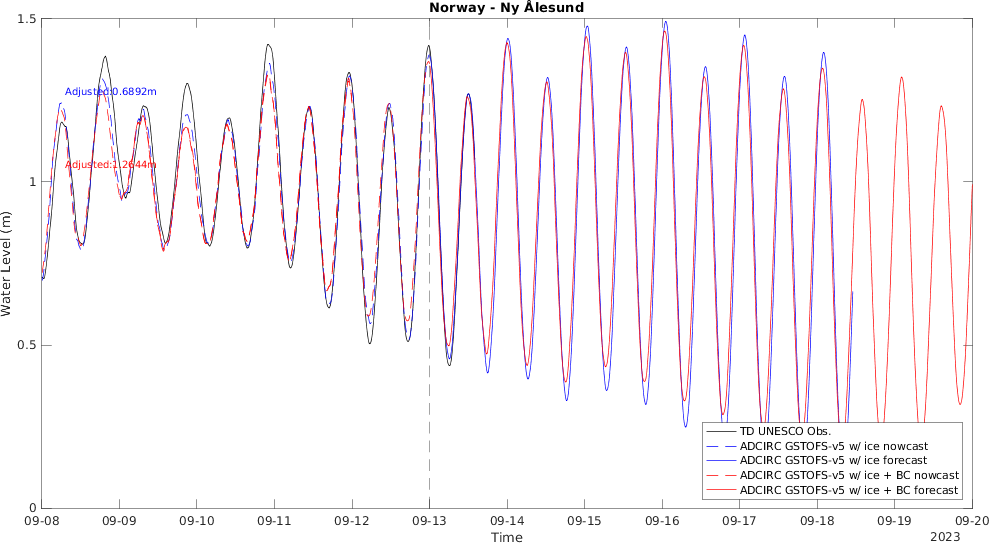 Norway - Ny Ålesund
1.5
1
0.5
0
Water Level (m)
Adjusted:0.6892m
Adjusted:1.2644m
TD UNESCO Obs.
ADCIRC GSTOFS-v5 w/ ice nowcast
ADCIRC GSTOFS-v5 w/ ice forecast
ADCIRC GSTOFS-v5 w/ ice + BC nowcast
ADCIRC GSTOFS-v5 w/ ice + BC forecast
09-08 09-09 09-10 09-11 09-12 09-13 09-14 09-15 09-16 09-17 09-18 09-19 09-20
Time
2023